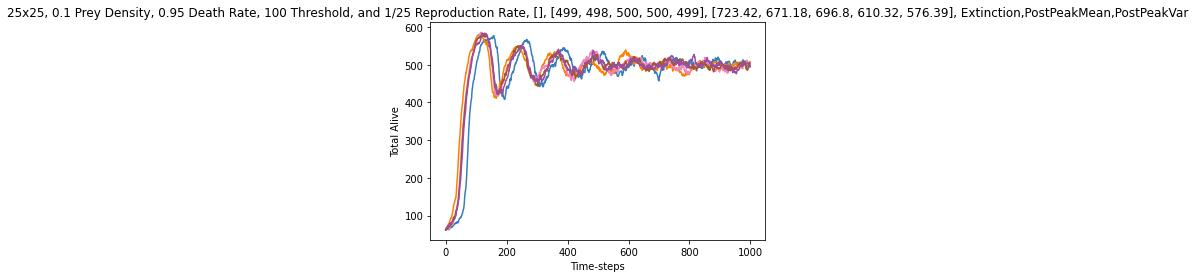 25x25, 0.1 Prey Density, 0.95 Death Rate, 100 Threshold, and 1/25 Reproduction Rate, [], [499, 498, 500, 500, 499], [723.42, 671.18, 696.8, 610.32, 576.39], Extinction,PostPeakMean,PostPeakVar
600
500
400
300
200
100
Total Alive
0 200 400 600 800 1000
Time-steps